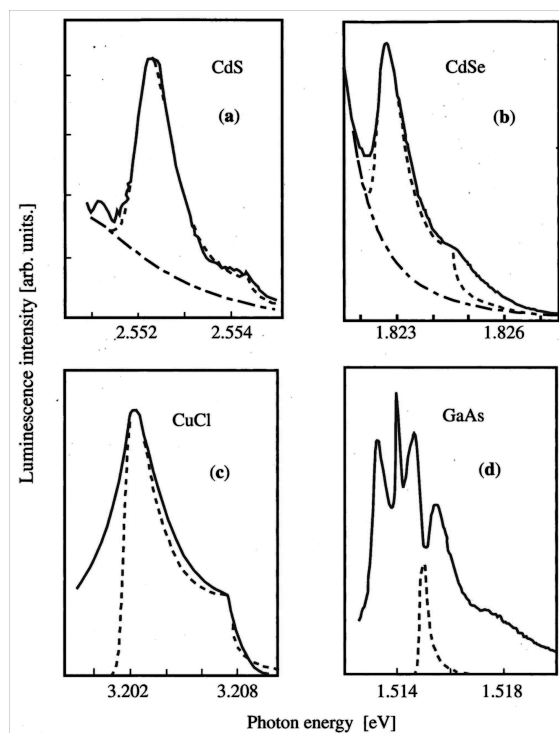 CdS
(a)
2.552
2.554
CdSe
(b)
1.823
1.826
CuCl
(c)
3.202
3.208
GaAs
(d)
1.514
1.518
Luminescence intensity [arb. units.]
Photon energy [eV]